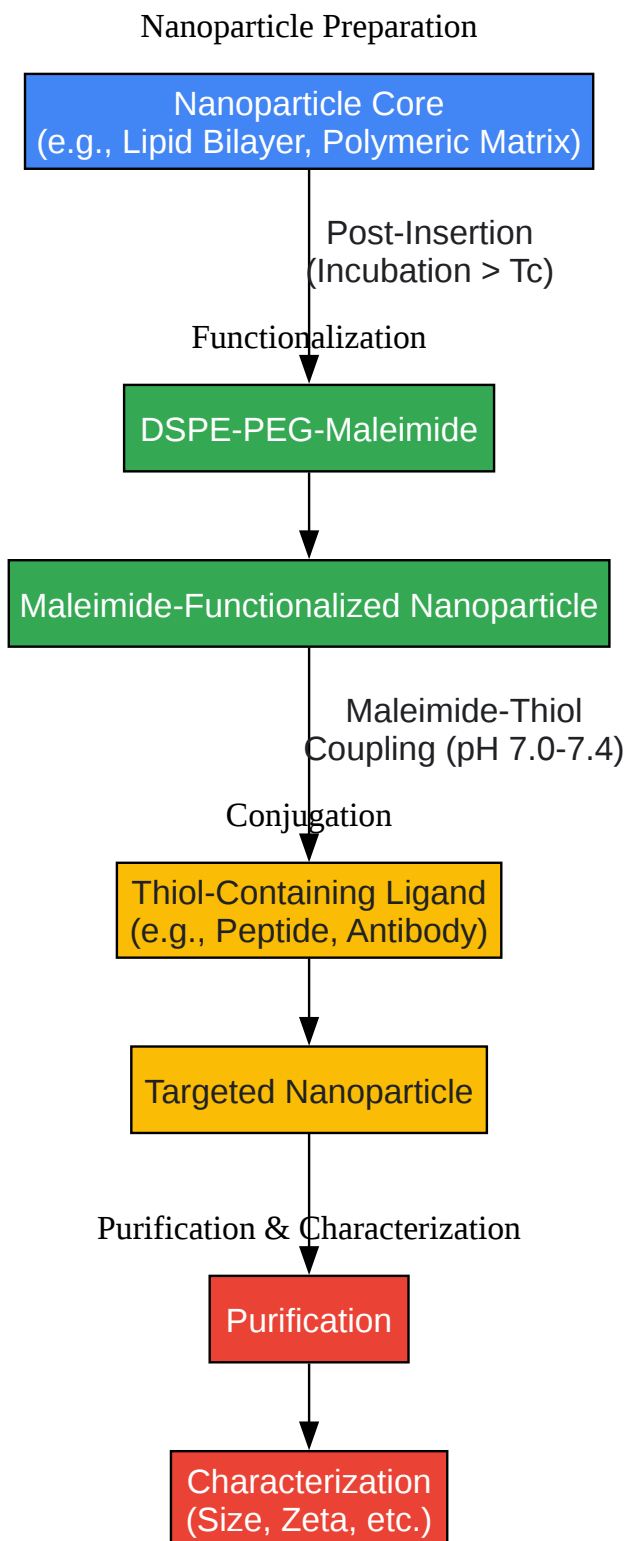 Nanoparticle Preparation
Nanoparticle Core
(e.g., Lipid Bilayer, Polymeric Matrix)
Post-Insertion
(Incubation > Tc)
Functionalization
DSPE-PEG-Maleimide
Maleimide-Functionalized Nanoparticle
Maleimide-Thiol
Coupling (pH 7.0-7.4)
Conjugation
Thiol-Containing Ligand
(e.g., Peptide, Antibody)
Targeted Nanoparticle
Purification & Characterization
Purification
Characterization
(Size, Zeta, etc.)